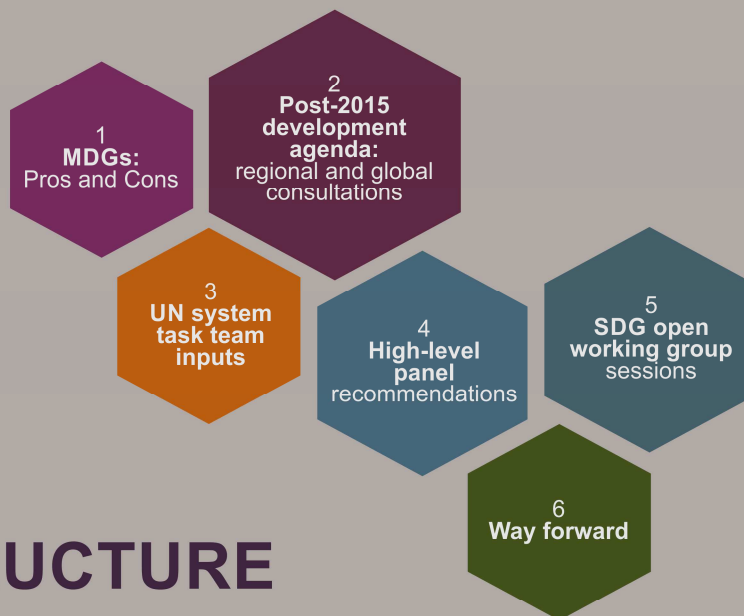 1
MDGs:
Pros and Cons
2
Post-2015
development
agenda:
regional and global
consultations
3
UN system
task team
inputs
4
High-level
panel
recommendations
5
SDG open
working group
sessions
6
Way forward
UCTURE